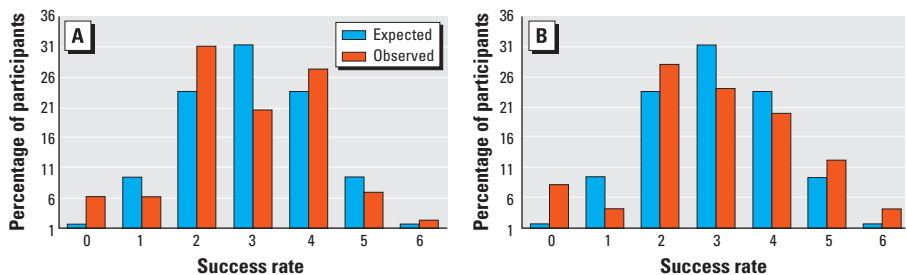 A
Expected
Observed
Percentage of participants
36
31
26
21
16
11
6
1
0 1 2 3 4 5 6
Success rate
B
Percentage of participants
36
31
26
21
16
11
6
1
0 1 2 3 4 5 6
Success rate